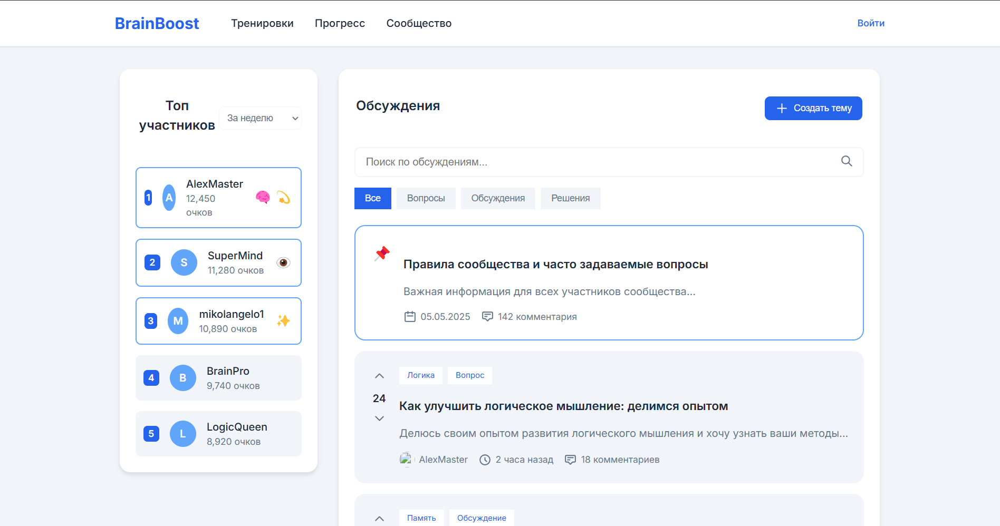 BrainBoost
Тренировки
Прогресс
Сообщество
Войти
Топ
участников
За неделю
1
A
AlexMaster
12,450
очков
2
S
SuperMind
11,280 очков
3
M
mikolangelo1
10,890 очков
4
B
BrainPro
9,740 очков
5
L
LogicQueen
8,920 очков
Обсуждения
Создать тему
Поиск по обсуждениям...
Все
Вопросы
Обсуждения
Решения
Правила сообщества и часто задаваемые вопросы
Важная информация для всех участников сообщества...
05.05.2025
142 комментария
24
Логика
Вопрос
Как улучшить логическое мышление: делимся опытом
Делюсь своим опытом развития логического мышления и хочу узнать ваши методы...
AlexMaster
2 часа назад
18 комментариев
Память
Обсуждение